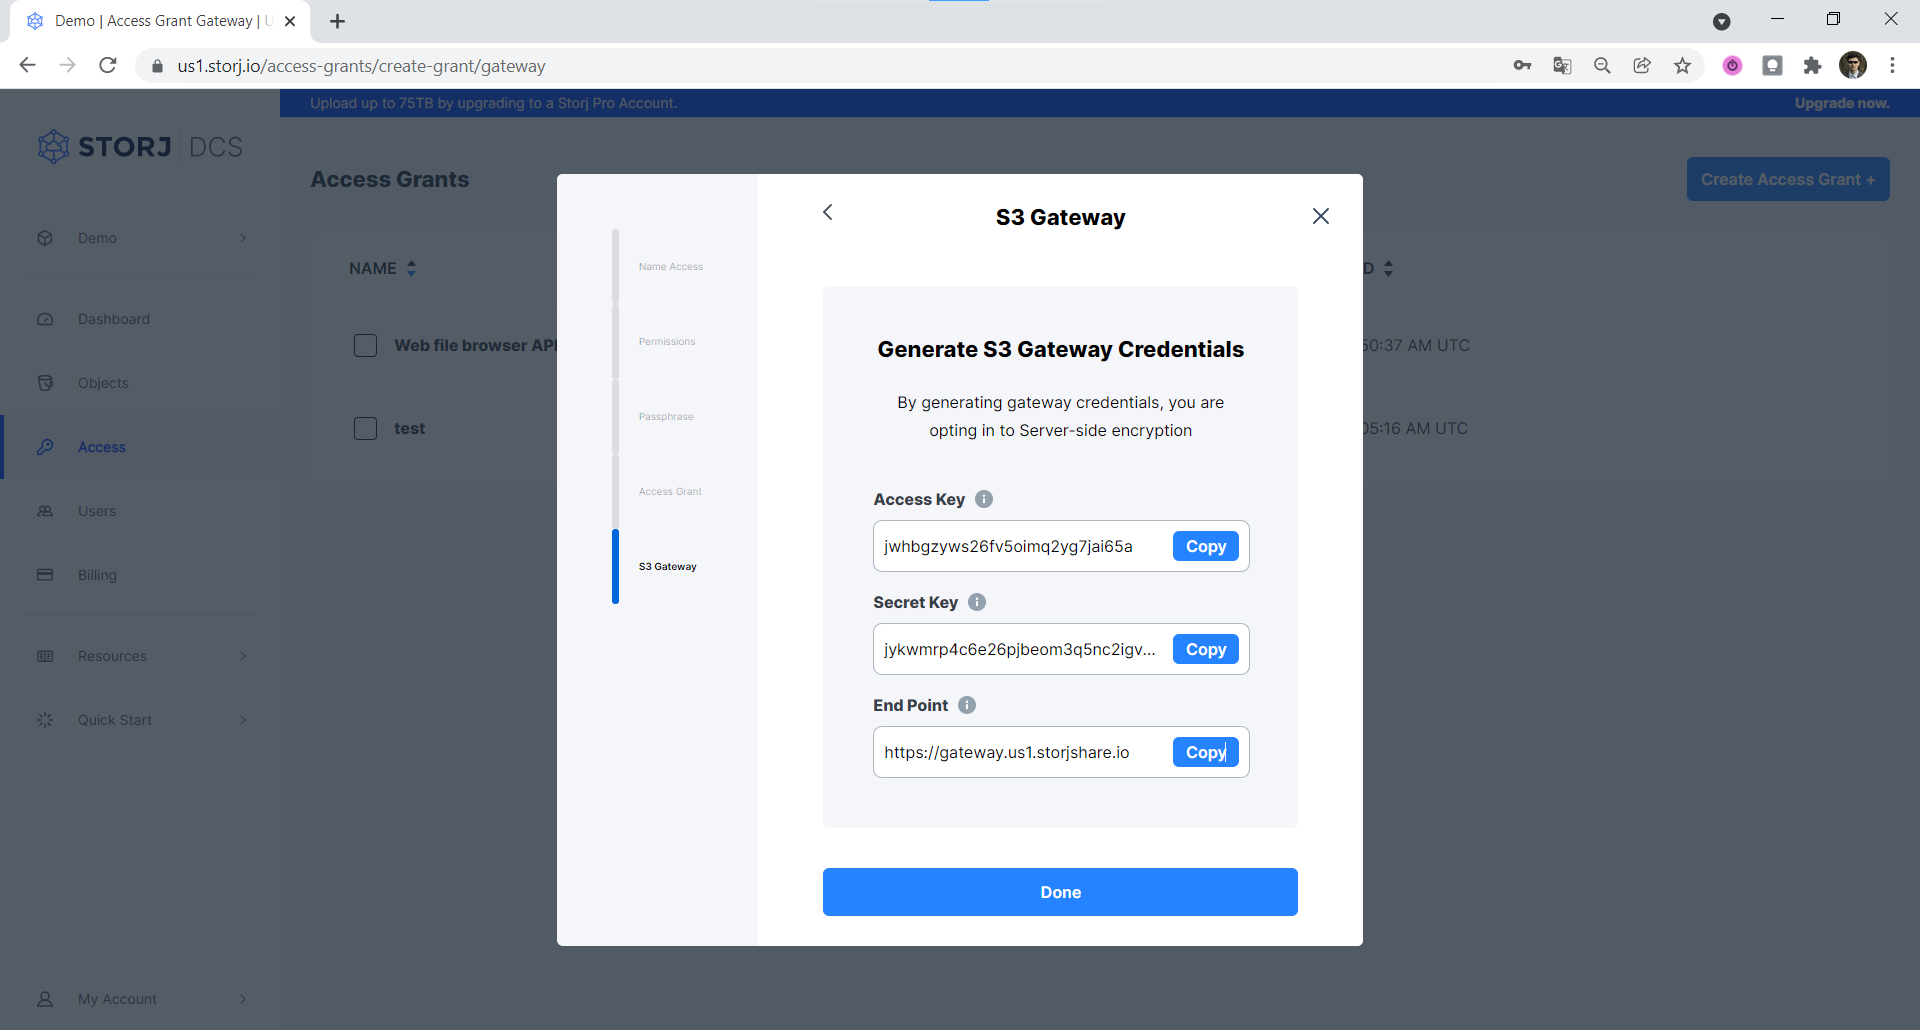 Demo | Access Grant Gateway | U
us1.storj.io/access-grants/create-grant/gateway
Upload up to 75TB by upgrading to a Storj Pro Account.
Upgrade now.
STORJ | DCS
Access Grants
Create Access Grant +
Demo
Dashboard
Objects
Access
Users
Billing
Resources
Quick Start
My Account
NAME
D
Web file browser API
50:37 AM UTC
test
05:16 AM UTC
Name Access
Permissions
Passphrase
Access Grant
S3 Gateway
S3 Gateway
Generate S3 Gateway Credentials
By generating gateway credentials, you are
opting in to Server-side encryption
Access Key
jwhbgzyws26fv5oimq2yg7jai65a
Copy
Secret Key
jykwmrp4c6e26pjbeom3q5nc2igv...
Copy
End Point
https://gateway.us1.storjshare.io
Copy
Done